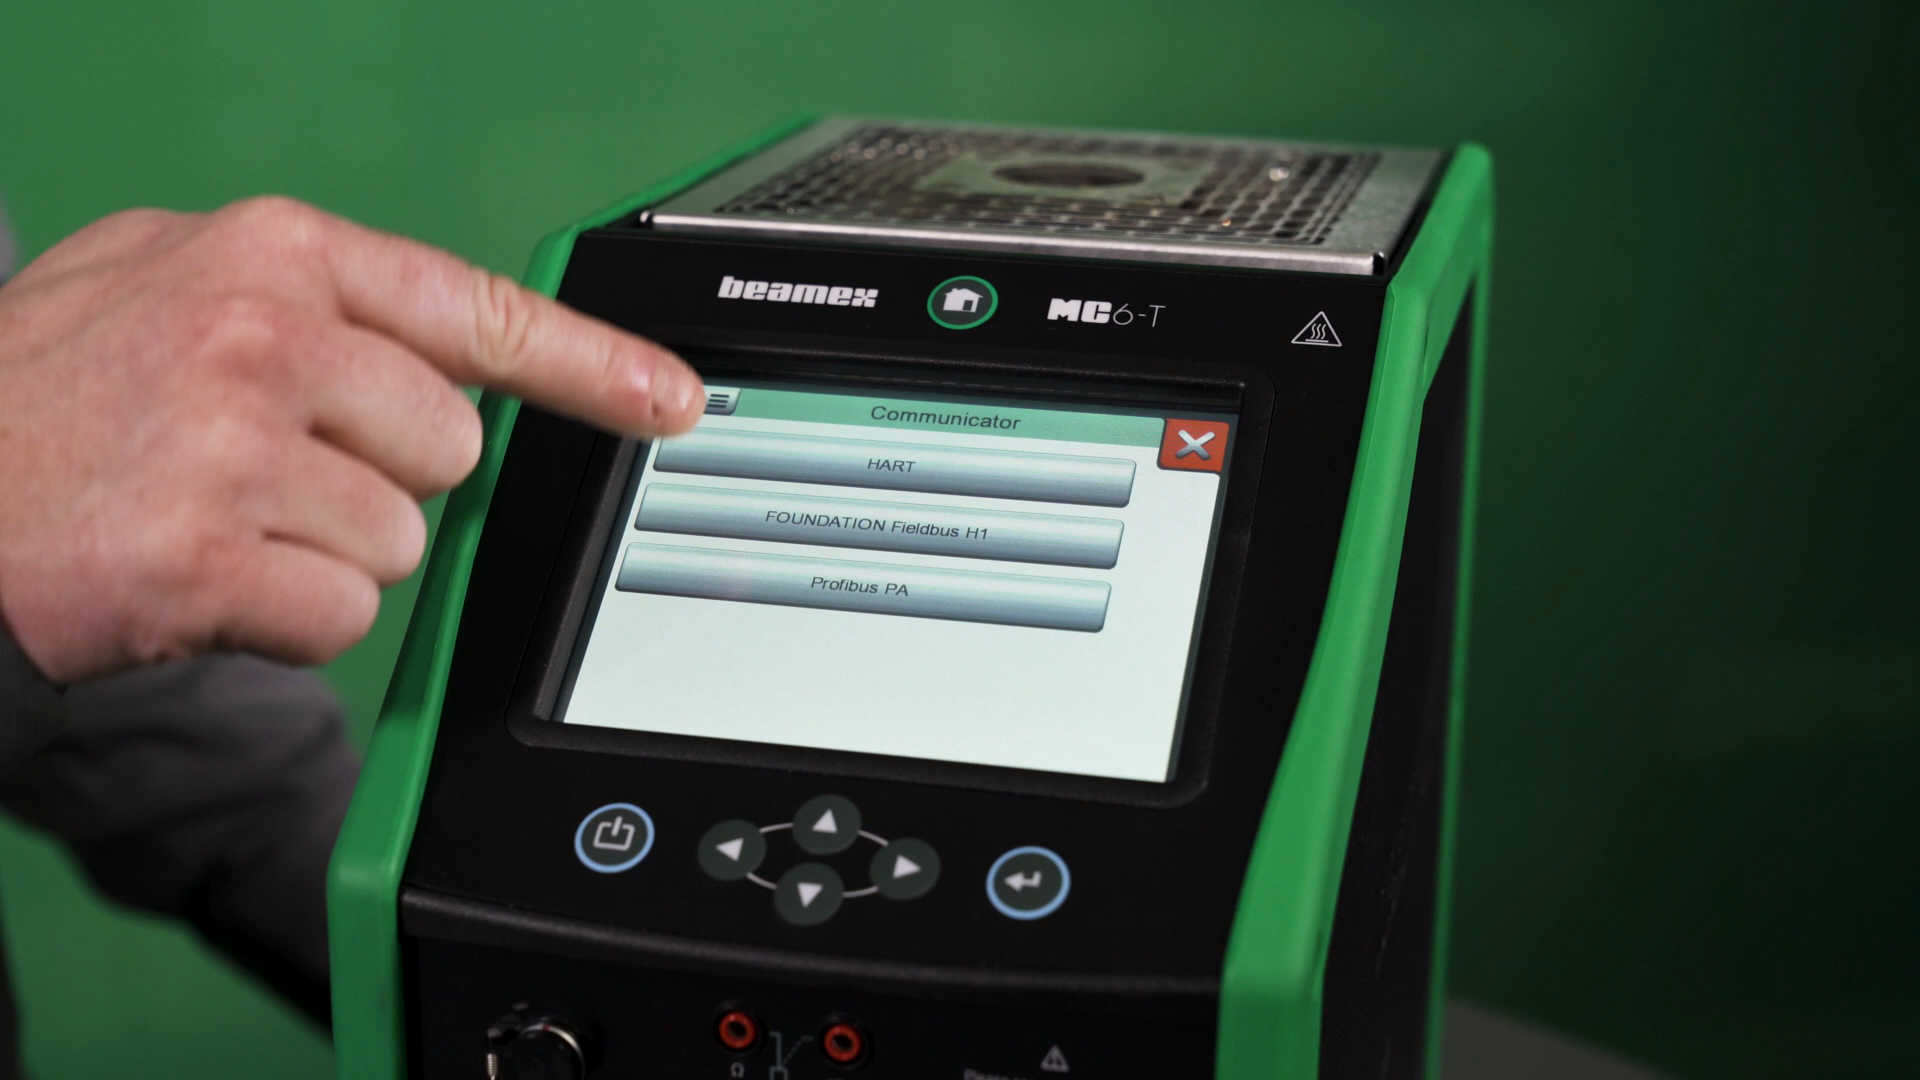 beamex
MC6-T
Communicator
HART
FOUNDATION Fieldbus H1
Profibus PA
Ω